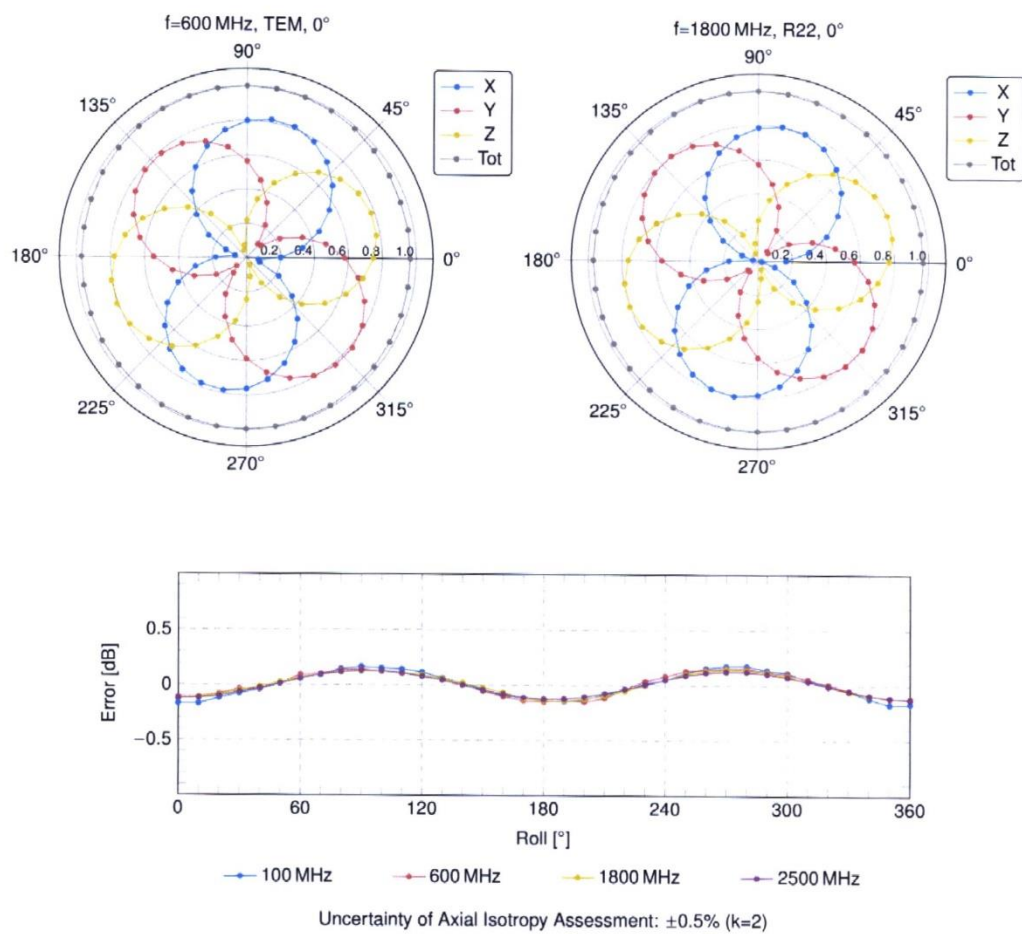 f=600 MHz, TEM, 0°
f=1800 MHz, R22, 0°
90°
135°
45°
180°
0.2 0.4 0.6 0.8 1.0
0°
225°
315°
270°
X
Y
Z
Tot
90°
135°
45°
180°
0.2 0.4 0.6 0.8 1.0
0°
225°
315°
270°
X
Y
Z
Tot
Error [dB]
0.5
0
−0.5
0 60 120 180 240 300 360
Roll [°]
100 MHz 600 MHz 1800 MHz 2500 MHz
Uncertainty of Axial Isotropy Assessment: ±0.5% (k=2)